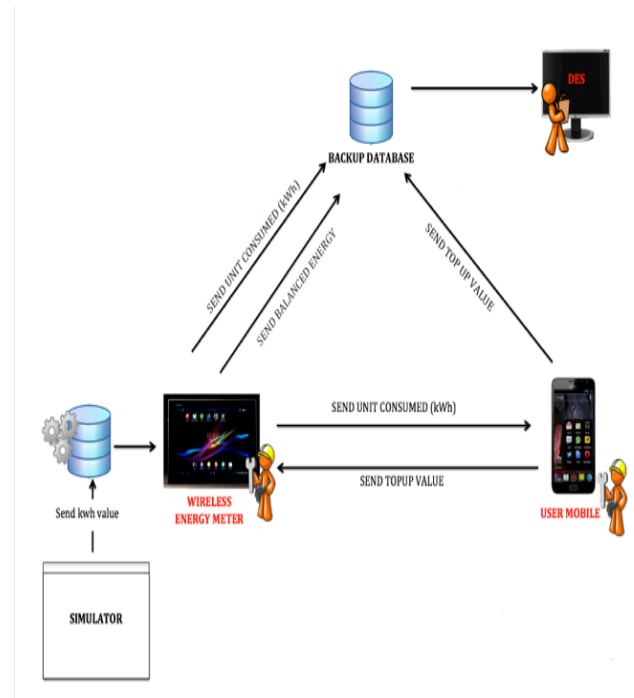 DES
BACKUP DATABASE
SEND UNIT CONSUMED (kWh)
SEND BALANCED ENERGY
SEND TOP UP VALUE
SEND UNIT CONSUMED (kWh)
SEND TOPUP VALUE
WIRELESS
ENERGY METER
USER MOBILE
Send kwh value
SIMULATOR